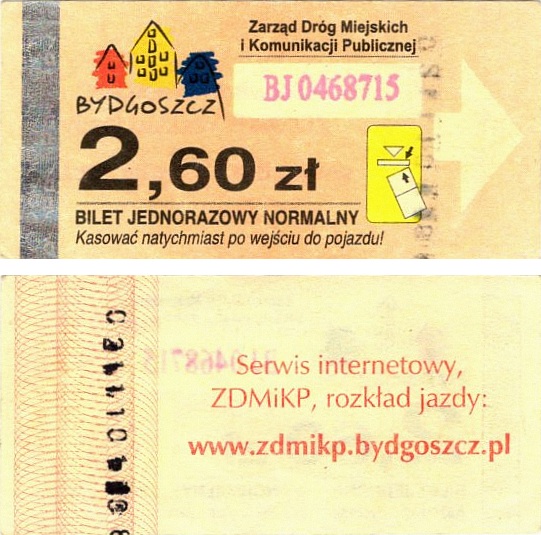 Zarząd Dróg Miejskich
i Komunikacji Publicznej
BJ 0468715
BYDGOSZCZ
2,60 zł
BILET JEDNORAZOWY NORMALNY
Kasować natychmiast po wejściu do pojazdu!
Serwis internetowy,
ZDMiKP, rozkład jazdy:
www.zdmikp.bydgoszcz.pl